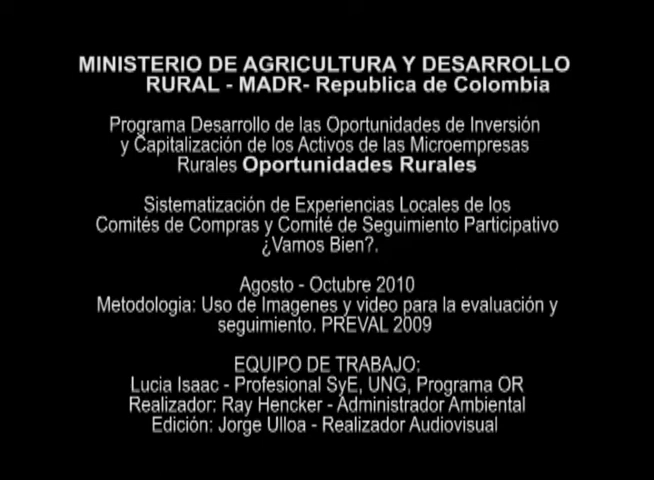 MINISTERIO DE AGRICULTURA Y DESARROLLO
RURAL - MADR- Republica de Colombia
Programa Desarrollo de las Oportunidades de Inversión
y Capitalización de los Activos de las Microempresas
Rurales Oportunidades Rurales
Sistematización de Experiencias Locales de los
Comités de Compras y Comité de Seguimiento Participativo
¿Vamos Bien?.
Agosto - Octubre 2010
Metodologia: Uso de Imagenes y video para la evaluación y
seguimiento. PREVAL 2009
EQUIPO DE TRABAJO:
Lucia Isaac - Profesional SyE, UNG, Programa OR
Realizador: Ray Hencker - Administrador Ambiental
Edición: Jorge Ulloa - Realizador Audiovisual